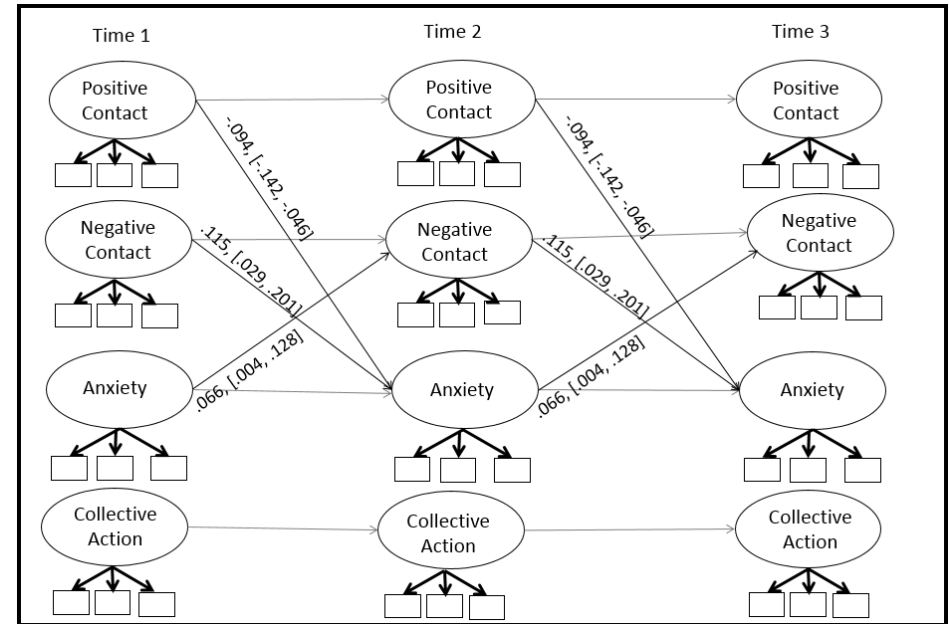 Time 1
Time 2
Time 3
Positive
Contact
Positive
Contact
Positive
Contact
-.094, [-.142, -.046]
-.094, [-.142, -.046]
Negative
Contact
Negative
Contact
Negative
Contact
.115, [.029, .201]
.115, [.029, .201]
.066, [.004, .128]
.066, [.004, .128]
Anxiety
Anxiety
Anxiety
Collective
Action
Collective
Action
Collective
Action